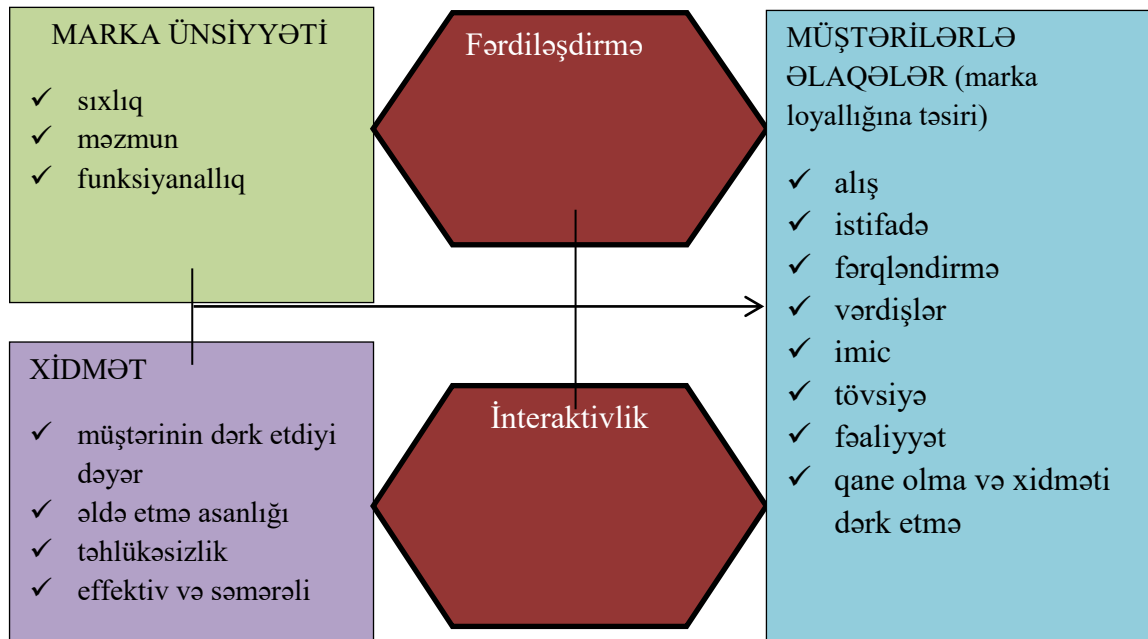 MARKA ÜNSİYYƏTİ
✓ sıxlıq
✓ məzmun
✓ funksiyanallıq
Fərdiləşdirmə
MÜŞTƏRİLƏRLƏ
ƏLAQƏLƏR (marka
loyallığına təsiri)
✓ alış
✓ istifadə
✓ fərqləndirmə
✓ vərdişlər
✓ imic
✓ tövsiyə
✓ fəaliyyət
✓ qane olma və xidməti
dərk etmə
XİDMƏT
✓ müştərinin dərk etdiyi
dəyər
✓ əldə etmə asanlığı
✓ təhlükəsizlik
✓ effektiv və səmərəli
İnteraktivlik